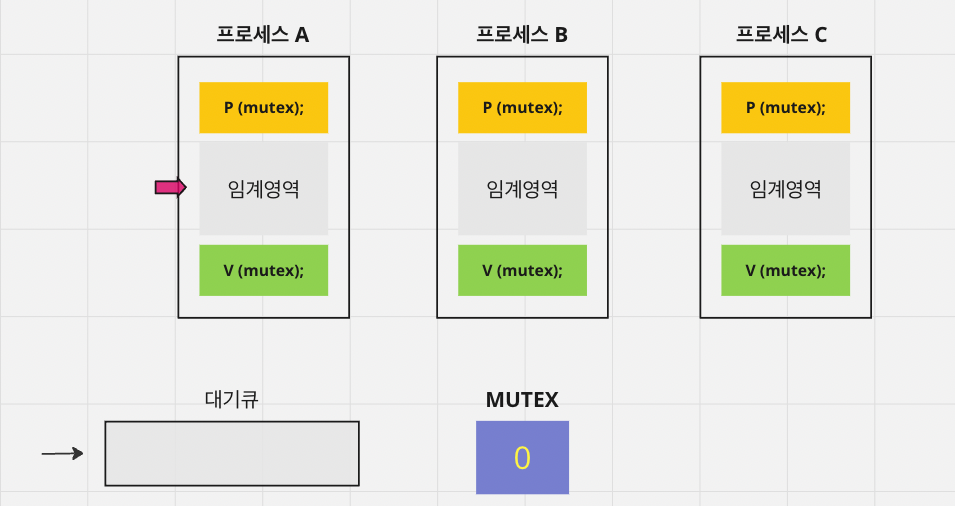 프로세스 A
프로세스 B
프로세스 C
P (mutex);
P (mutex);
P (mutex);
임계영역
임계영역
임계영역
V (mutex);
V (mutex);
V (mutex);
대기큐
MUTEX
0